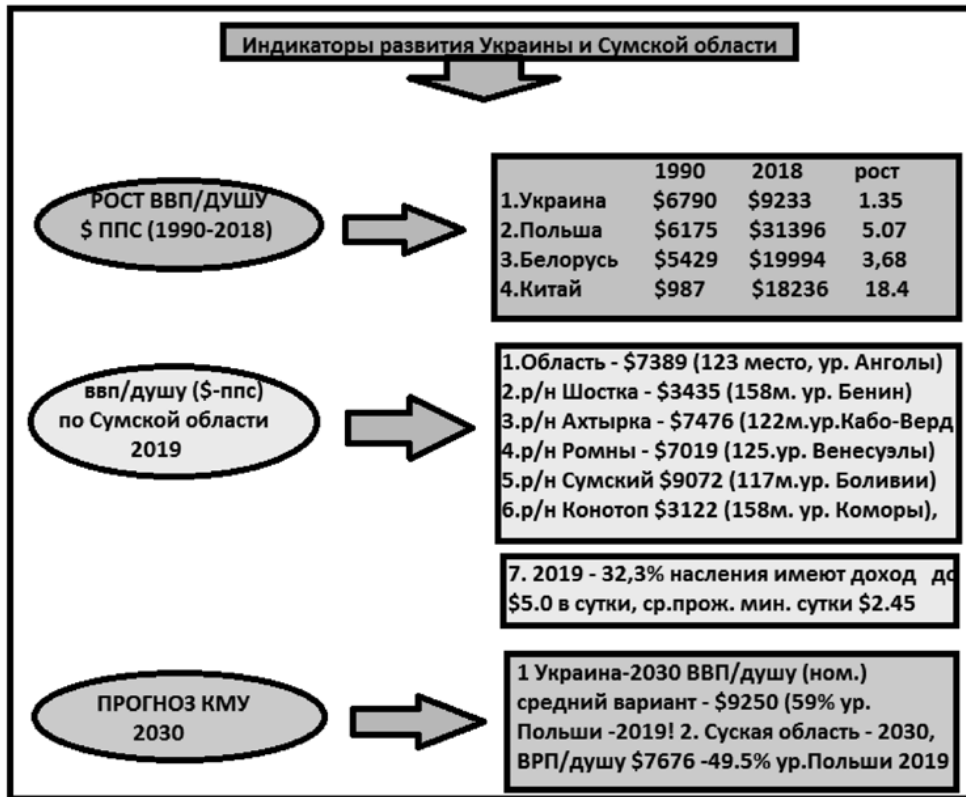 Индикаторы развития Украины и Сумской области
РОСТ ВВП/ДУШУ
$ ППС (1990-2018)
1990 2018 рост
1.Украина $6790 $9233 1.35
2.Польша $6175 $31396 5.07
3.Белорусь $5429 $19994 3,68
4.Китай $987 $18236 18.4
ввп/душу ($-ппс)
по Сумской области
2019
1.Область - $7389 (123 место, ур. Анголы)
2.р/н Шостка - $3435 (158м. ур. Бенин)
3.р/н Ахтырка - $7476 (122м.ур.Кабо-Верд
4.р/н Ромны - $7019 (125.ур. Венесуэлы)
5.р/н Сумский $9072 (117м.ур. Боливии)
6.р/н Конотоп $3122 (158м. ур. Коморы),
7. 2019 - 32,3% насления имеют доход до
$5.0 в сутки, ср.прож. мин. сутки $2.45
ПРОГНОЗ КМУ
2030
1 Украина-2030 ВВП/душу (ном.)
средний вариант - $9250 (59% ур.
Польши -2019! 2. Суская область - 2030,
ВРП/душу $7676 -49.5% ур.Польши 2019